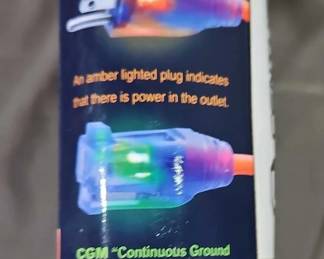 An amber lighted plug indicates
that there is power in the outlet.
CGM “Continuous Ground